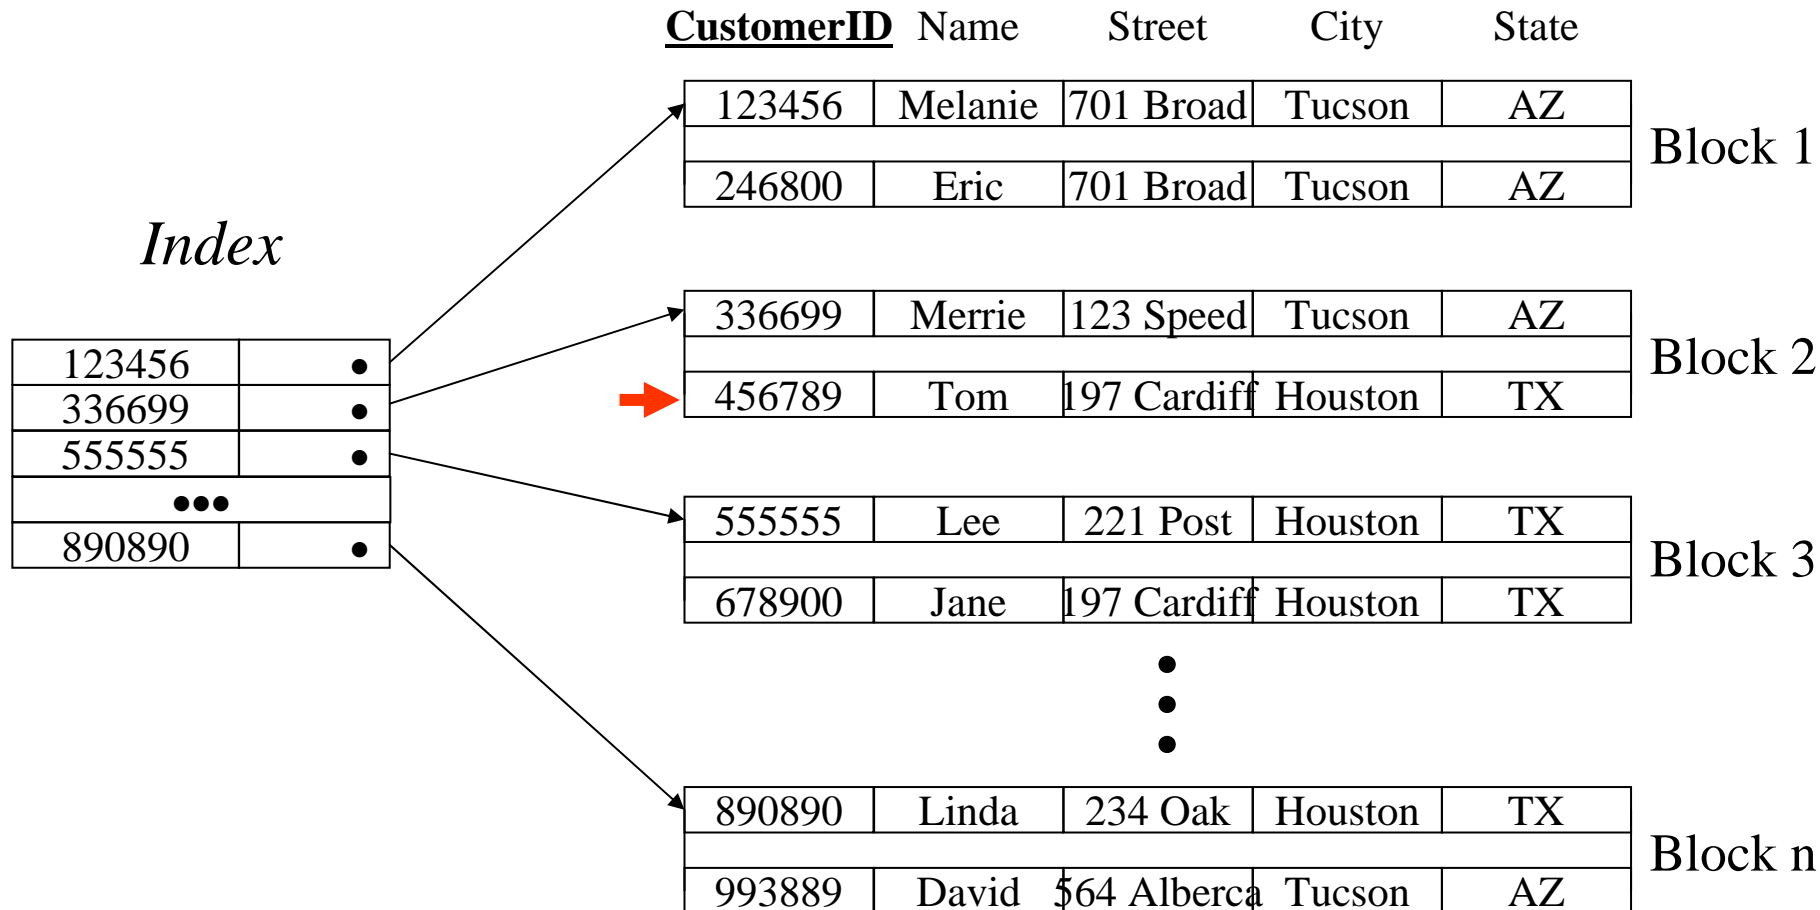 CustomerID Name Street City State
123456 Melanie 701 Broad Tucson AZ
246800 Eric 701 Broad Tucson AZ
Block 1
Index
123456
336699
555555
•••
890890
336699 Merrie 123 Speed Tucson AZ
456789 Tom 197 Cardiff Houston TX
Block 2
555555 Lee 221 Post Houston TX
678900 Jane 197 Cardiff Houston TX
Block 3
890890 Linda 234 Oak Houston TX
993889 David 564 Alberca Tucson AZ
Block n